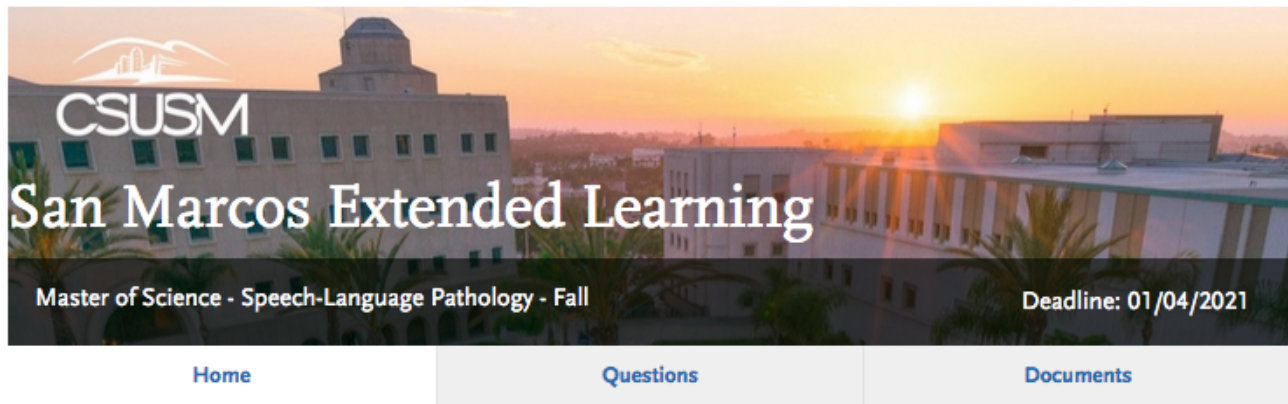 CSUSM
San Marcos Extended Learning
Master of Science - Speech-Language Pathology - Fall
Deadline: 01/04/2021
Home
Questions
Documents